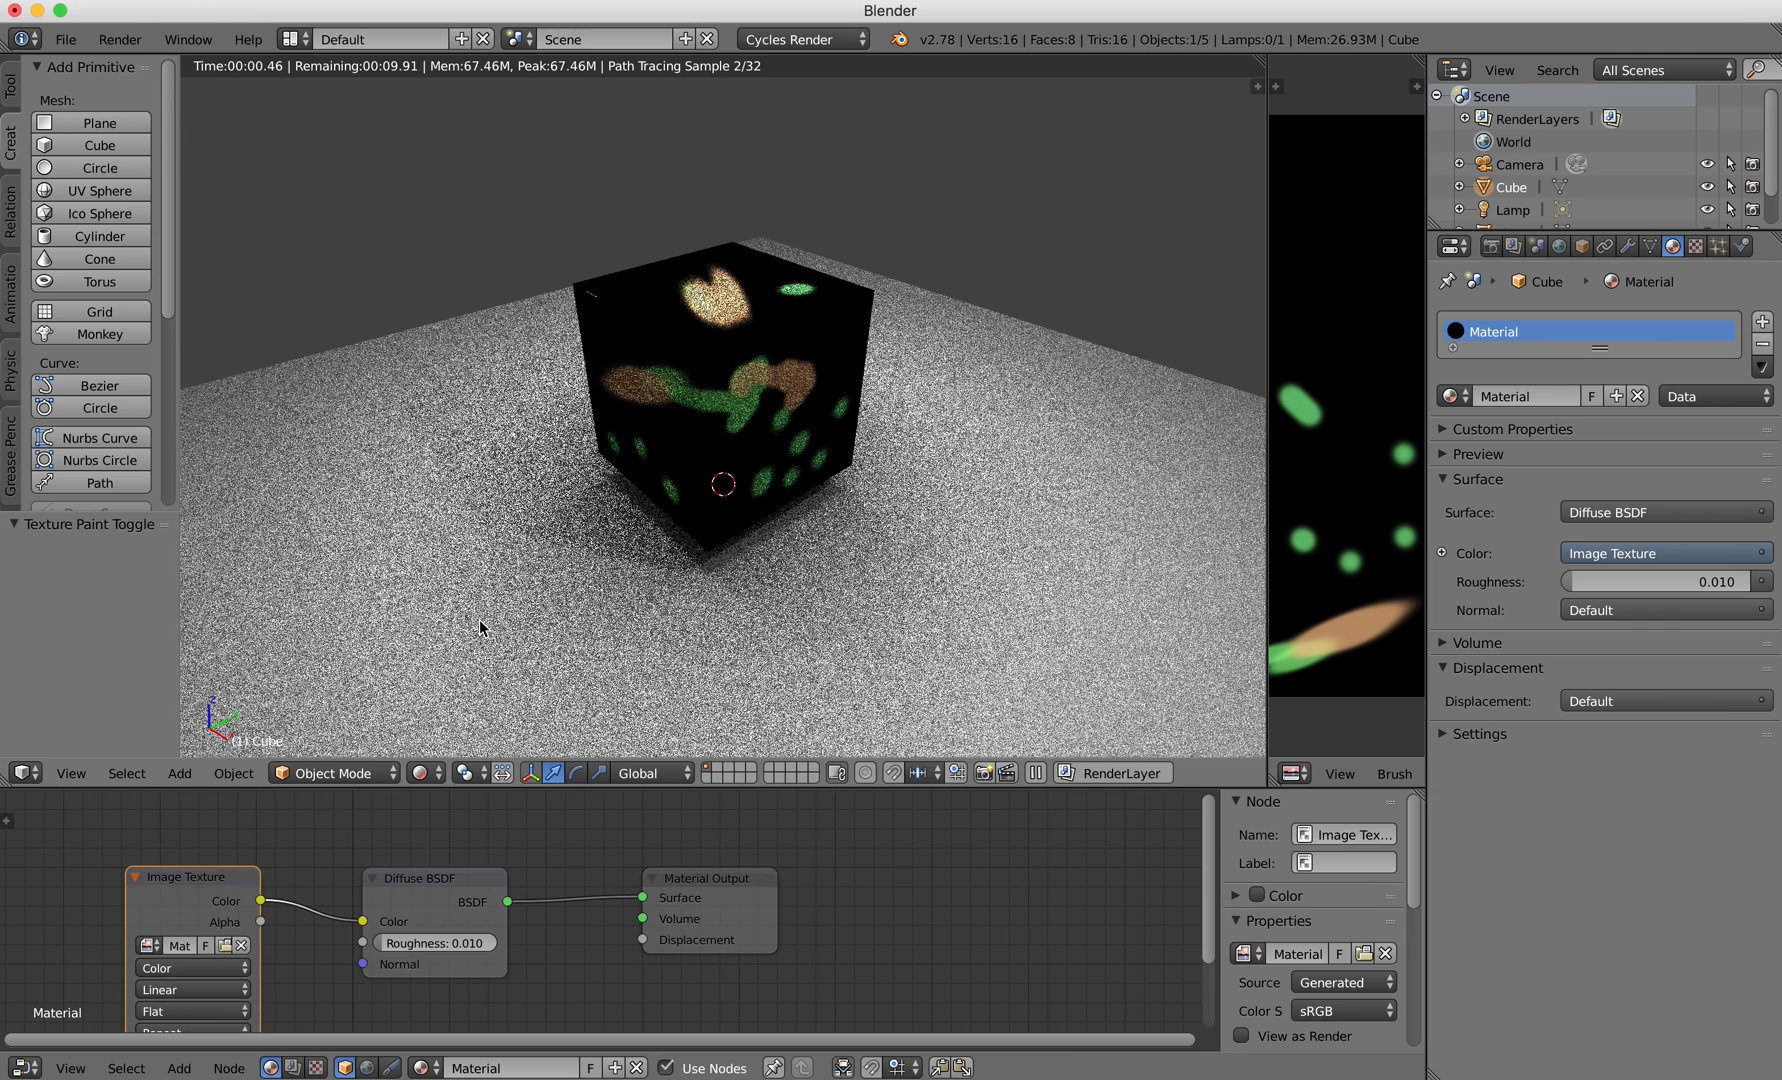 Blender
File Render Window Help Default Scene Cycles Render v2.78 | Verts:16 | Faces:8 | Tris:16 | Objects:1/5 | Lamps:0/1 | Mem:26.93M | Cube
Time:00:00.46 | Remaining:00:09.91 | Mem:67.46M, Peak:67.46M | Path Tracing Sample 2/32
Tool
Creat
Relation
Animatio
Physic
Grease Penc
Add Primitive
Mesh:
Plane
Cube
Circle
UV Sphere
Ico Sphere
Cylinder
Cone
Torus
Grid
Monkey
Curve:
Bezier
Circle
Nurbs Curve
Nurbs Circle
Path
Texture Paint Toggle
(1) Cube
View Select Add Object Object Mode Global RenderLayer
View Brush
View Search All Scenes
Scene
RenderLayers |
World
Camera |
Cube |
Lamp |
Cube Material
Material
Material F Data
Custom Properties
Preview
Surface
Surface: Diffuse BSDF
Color: Image Texture
Roughness: 0.010
Normal: Default
Volume
Displacement
Displacement: Default
Settings
Image Texture
Color
Alpha
Mat F
Color
Linear
Flat
Repeat
Diffuse BSDF
BSDF
Color
Roughness: 0.010
Normal
Material Output
Surface
Volume
Displacement
Material
Node
Name: Image Tex...
Label:
Color
Properties
Material F
Source Generated
Color S sRGB
View as Render
View Select Add Node Material F Use Nodes